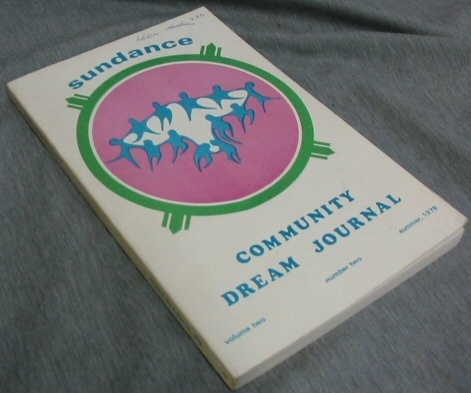 sundance
COMMUNITY
DREAM JOURNAL
volume two
number two
summer, 1978